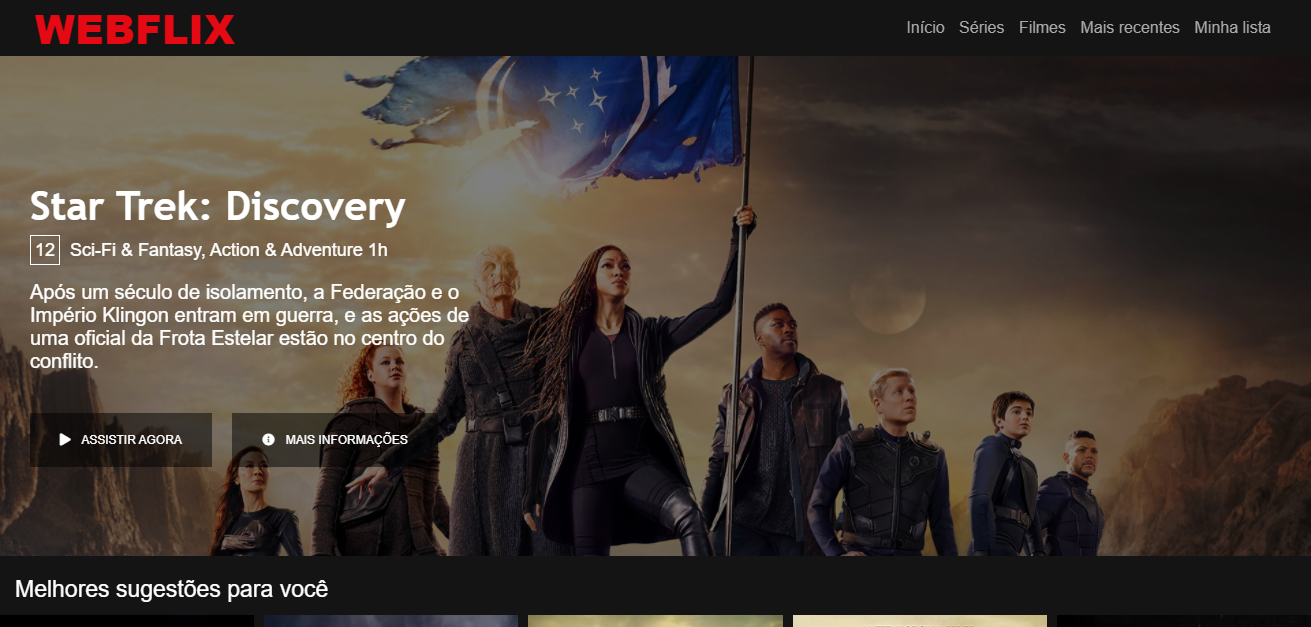 WEBFLIX
Início Séries Filmes Mais recentes Minha lista
Star Trek: Discovery
12 Sci-Fi & Fantasy, Action & Adventure 1h
Após um século de isolamento, a Federação e o
Império Klingon entram em guerra, e as ações de
uma oficial da Frota Estelar estão no centro do
conflito.
ASSISTIR AGORA MAIS INFORMAÇÕES
Melhores sugestões para você